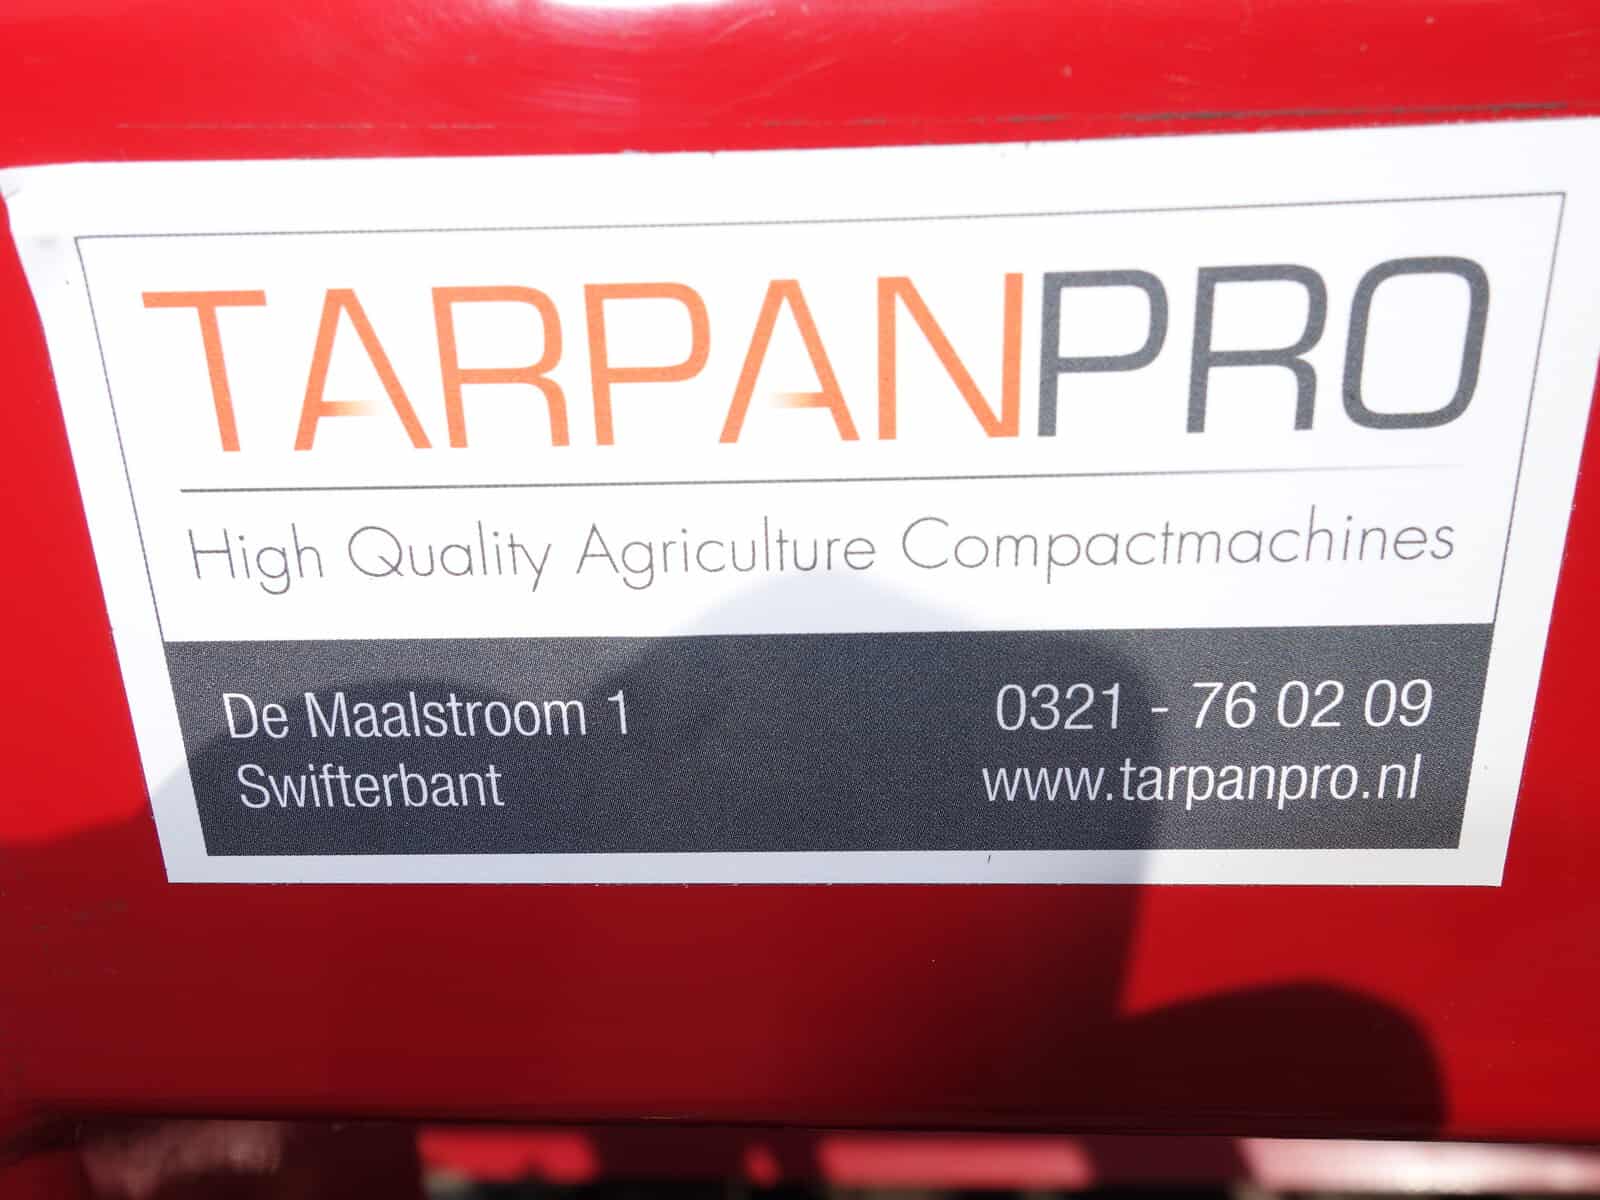 TARPANPRO
High Quality Agriculture Compactmachines
De Maalstroom 1
Swifterbant
0321 - 76 02 09
www.tarpanpro.nl